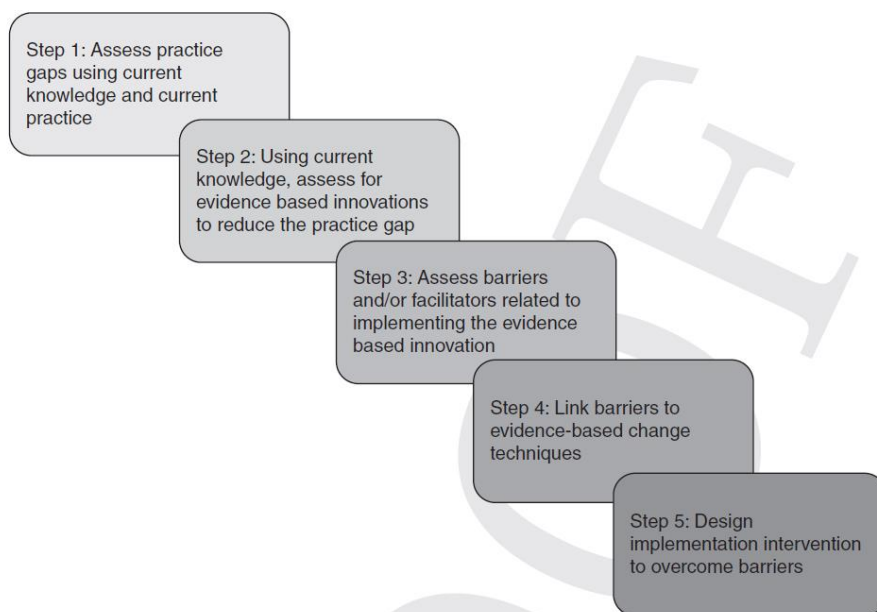 Step 1: Assess practice
gaps using current
knowledge and current
practice
Step 2: Using current
knowledge, assess for
evidence based innovations
to reduce the practice gap
Step 3: Assess barriers
and/or facilitators related to
implementing the evidence
based innovation
Step 4: Link barriers to
evidence-based change
techniques
Step 5: Design
implementation intervention
to overcome barriers